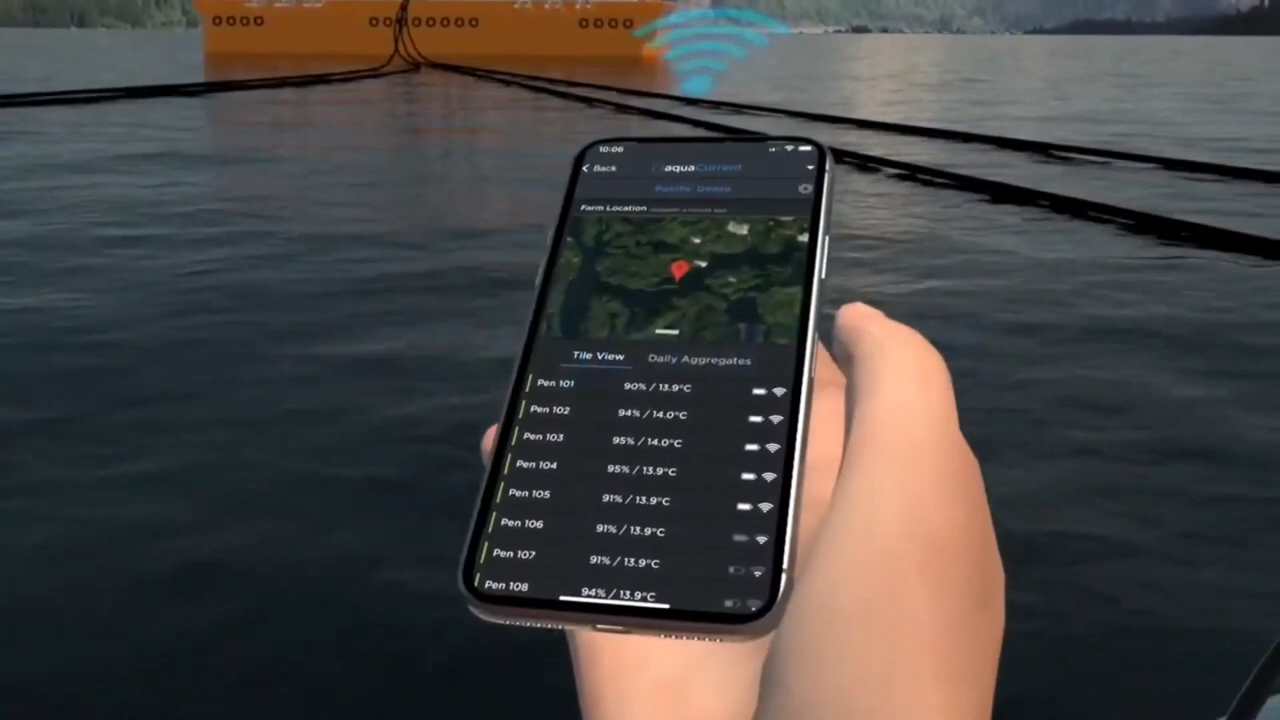 10:06
Back
aquaCurrent
Pacific Demo
Farm Location
Tile View Daily Aggregates
Pen 101 90% / 13.9°C
Pen 102 94% / 14.0°C
Pen 103 95% / 14.0°C
Pen 104 95% / 13.9°C
Pen 105 91% / 13.9°C
Pen 106 91% / 13.9°C
Pen 107 91% / 13.9°C
Pen 108 94% / 13.9°C